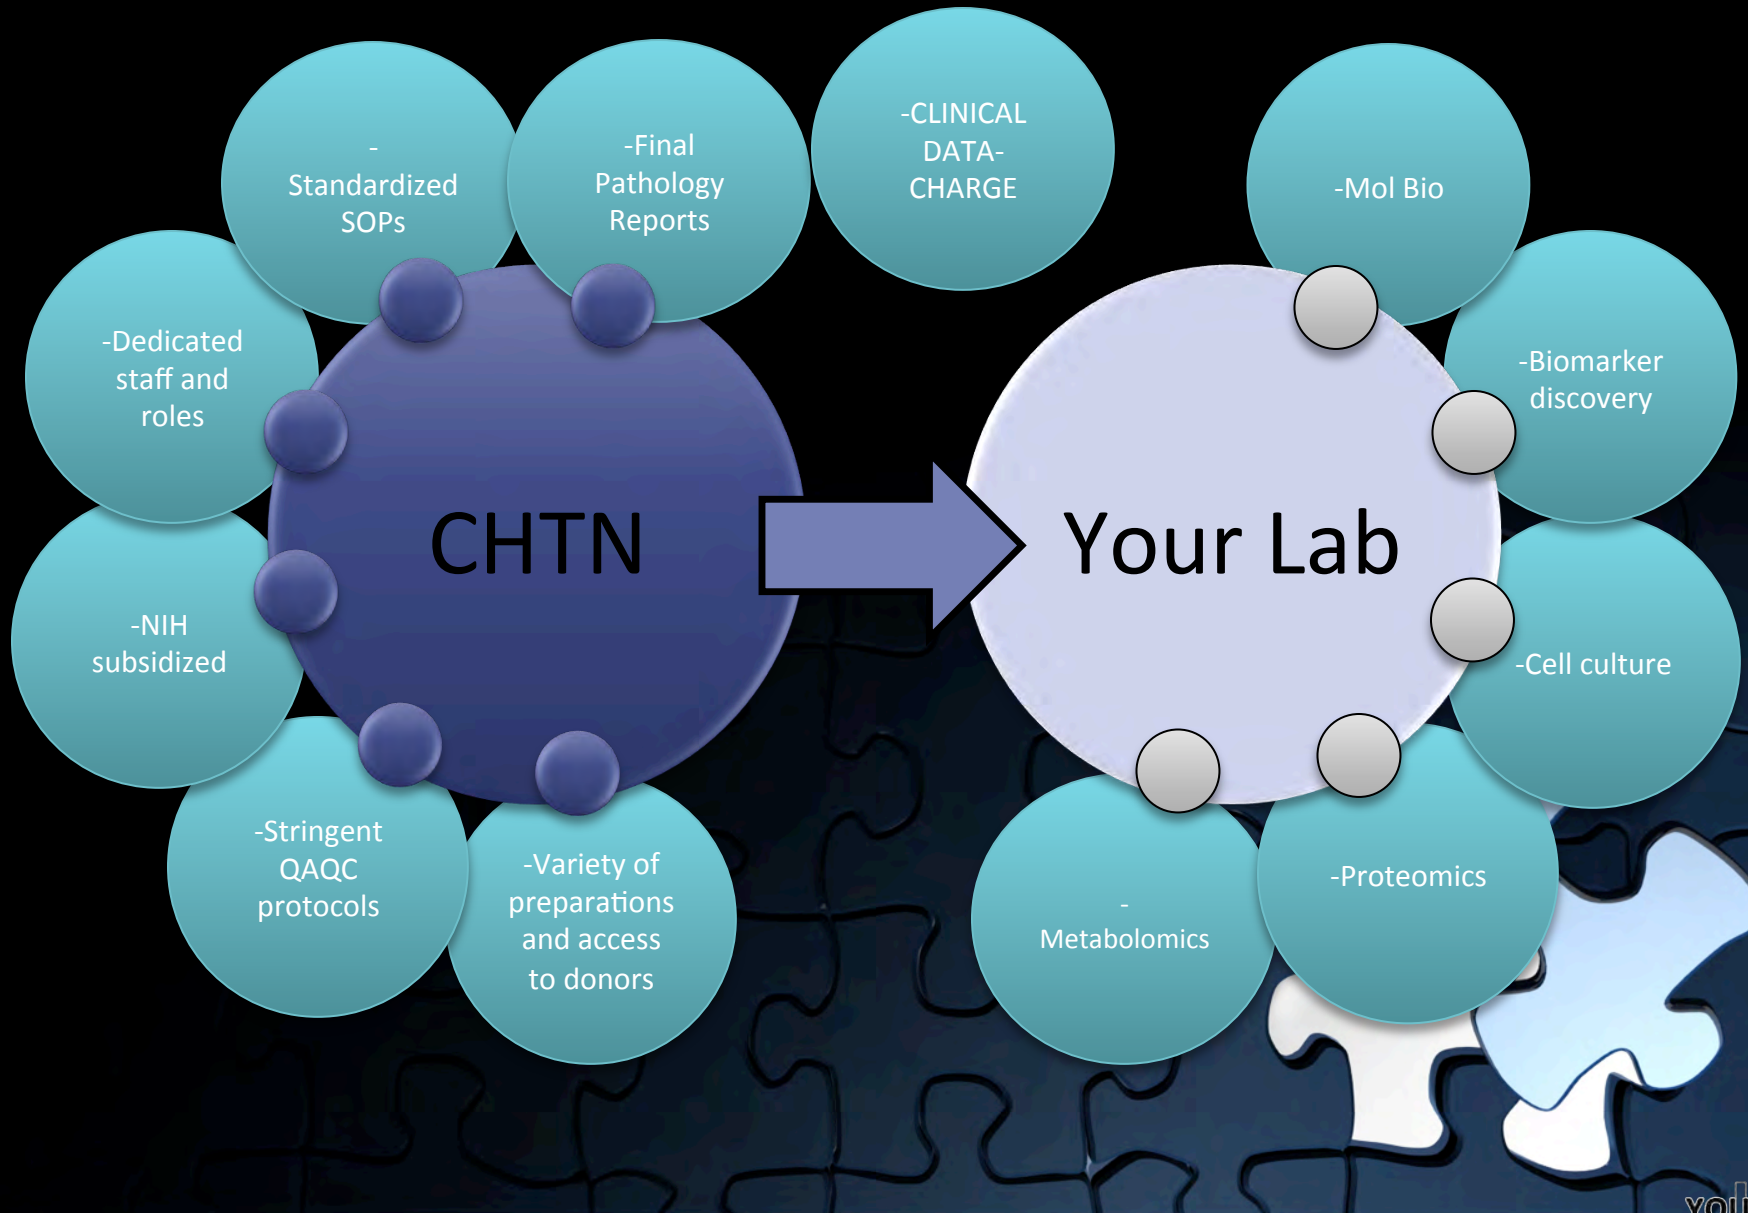 -
Standardized
SOPs
-Final
Pathology
Reports
-CLINICAL
DATA-
CHARGE
-Mol Bio
-Dedicated
staff and
roles
-Biomarker
discovery
CHTN
Your Lab
-NIH
subsidized
-Cell culture
-Stringent
QAQC
protocols
-Variety of
preparations
and access
to donors
-Proteomics
-
Metabolomics
YOU